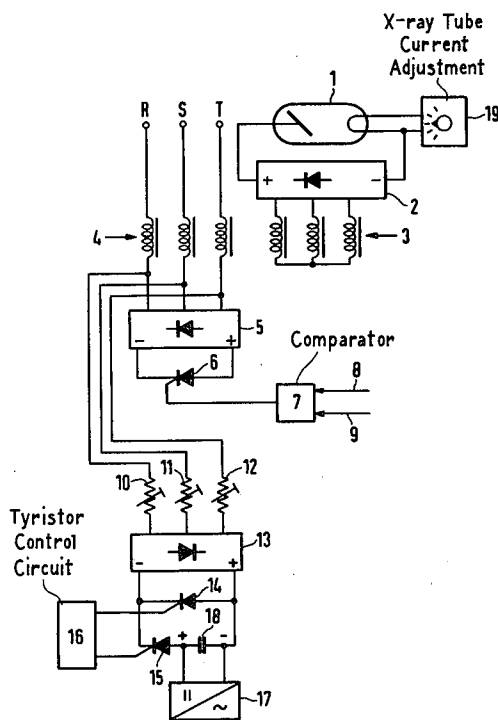 X-ray Tube
Current
Adjustment
1
R S T
19
+ -
2
4
3
- +
5
6
Comparator
8
7
9
10
11
12
Tyristor
Control
Circuit
13
- +
14
16
+ 18 -
15
17
=
~